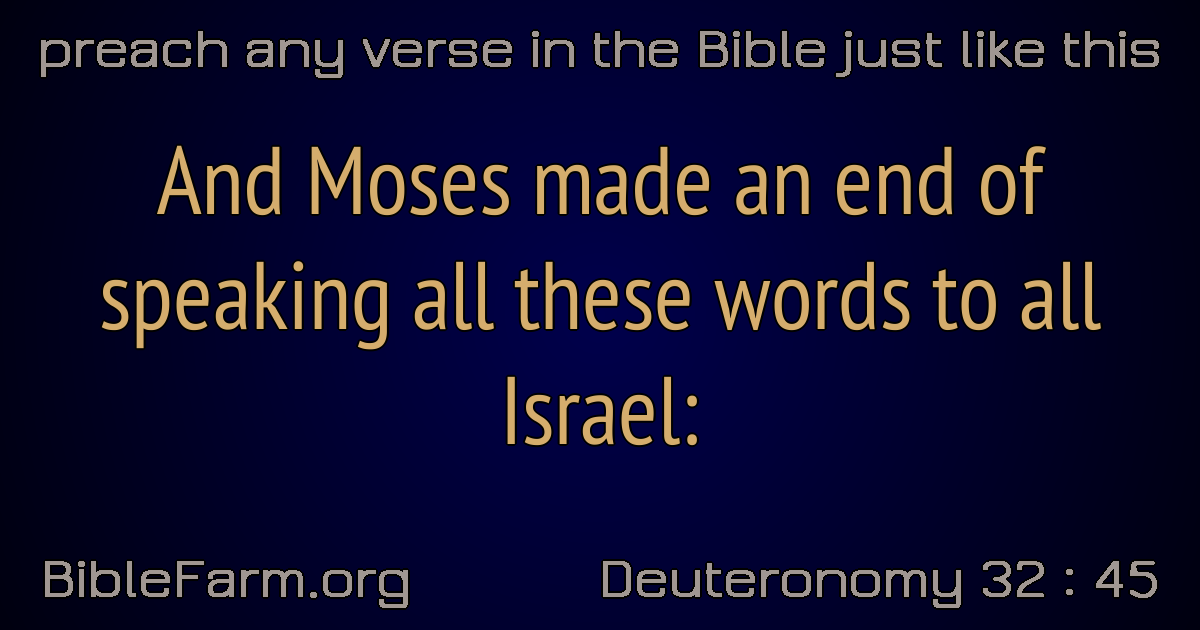 preach any verse in the Bible just like this
And Moses made an end of
speaking all these words to all
Israel:
BibleFarm.org
Deuteronomy 32 : 45